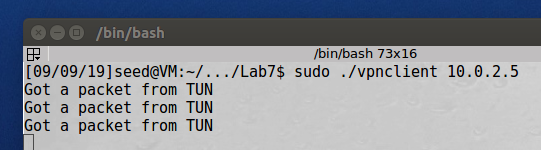 /bin/bash
/bin/bash 73x16
[09/09/19]seed@VM:~/.../Lab7$ sudo ./vpnclient 10.0.2.5
Got a packet from TUN
Got a packet from TUN
Got a packet from TUN